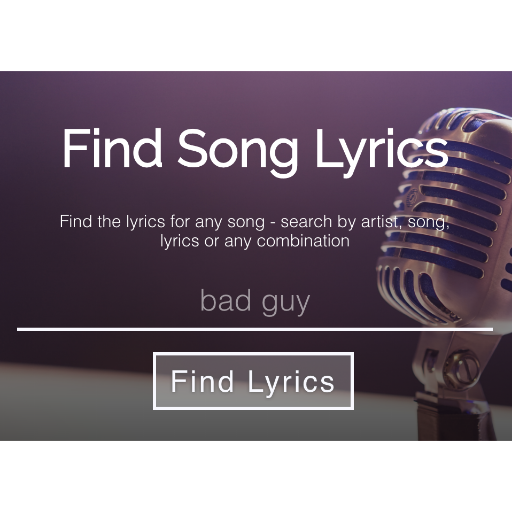 Find Song Lyrics
Find the lyrics for any song - search by artist, song,
lyrics or any combination
bad guy
Find Lyrics